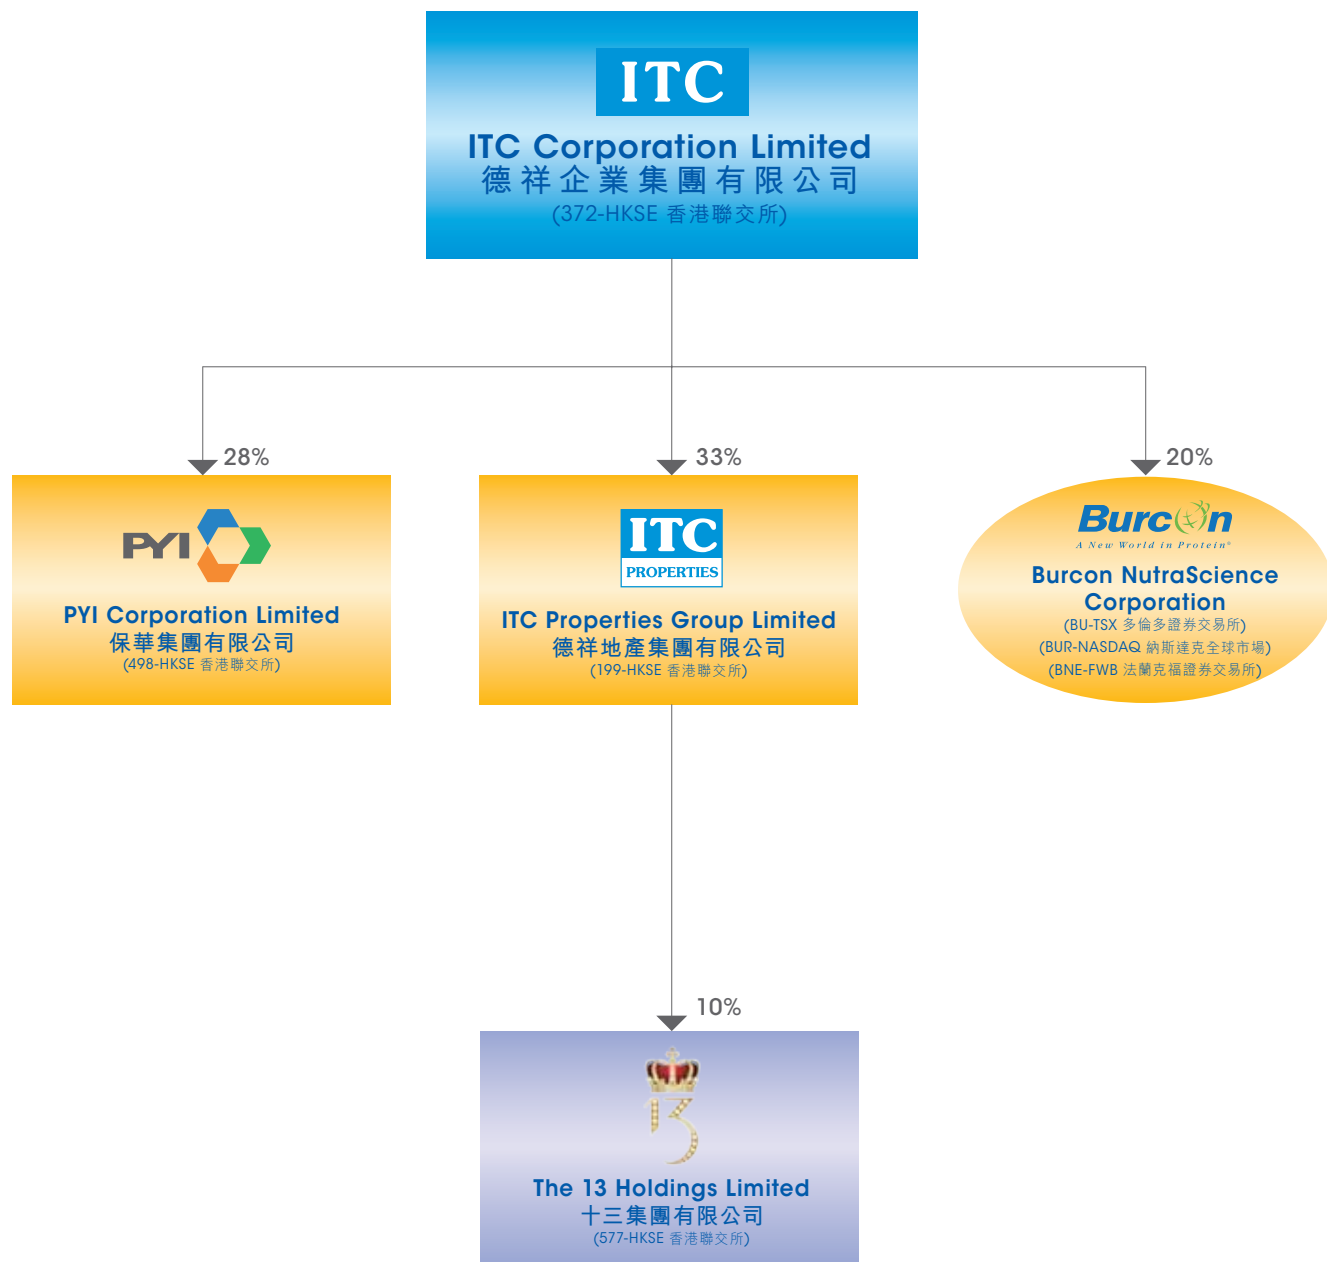 ITC
ITC Corporation Limited
德祥企業集團有限公司
(372-HKSE 香港聯交所)
28%
33%
20%
PYI
PYI Corporation Limited
保華集團有限公司
(498-HKSE 香港聯交所)
ITC
PROPERTIES
ITC Properties Group Limited
德祥地產集團有限公司
(199-HKSE 香港聯交所)
Burcon
A New World in Protein®
Burcon NutraScience
Corporation
(BU-TSX 多倫多證券交易所)
(BUR-NASDAQ 納斯達克全球市場)
(BNE-FWB 法蘭克福證券交易所)
10%
13
The 13 Holdings Limited
十三集團有限公司
(577-HKSE 香港聯交所)